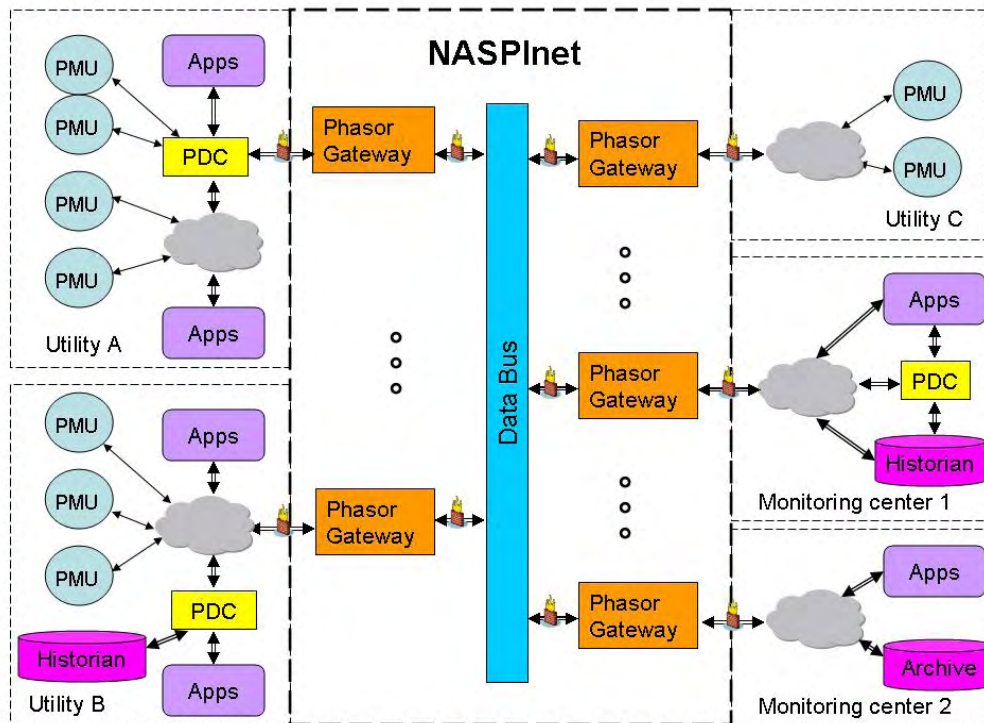 NASPInet
PMU
PMU
PMU
PMU
Apps
PDC
Apps
Utility A
PMU
PMU
PMU
Apps
PDC
Historian
Apps
Utility B
Phasor
Gateway
Phasor
Gateway
Data Bus
Phasor
Gateway
Phasor
Gateway
Phasor
Gateway
PMU
PMU
Utility C
Apps
PDC
Historian
Monitoring center 1
Apps
Archive
Monitoring center 2